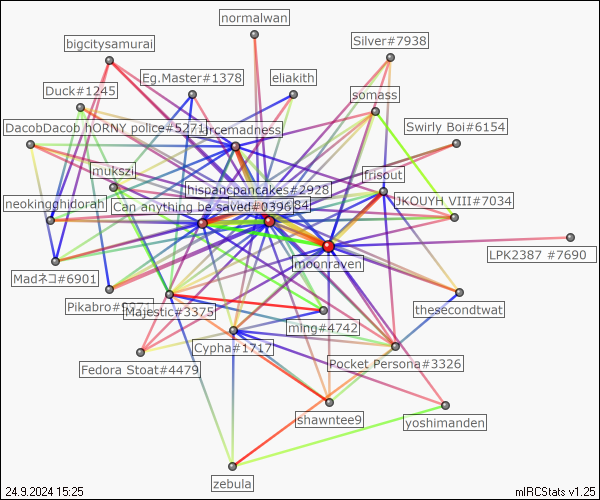 normalwan
bigcitysamurai
Silver#7938
Eg.Master#1378
eliakith
Duck#1245
somass
DacobDacob hORNY police#5271
rcemadness
Swirly Boi#6154
mukszi
frisout
hispancpancakes#2928
neokingghidorah
Can anything be saved#0396
84
JKOUYH VIII#7034
LPK2387 #7690
moonraven
Madネコ#6901
Pikabro#
Majestic#3375
thesecondtwat
ming#4742
Cypha#1717
Pocket Persona#3326
Fedora Stoat#4479
shawntee9
yoshimanden
zebula
24.9.2024 15:25
mIRCStats v1.25